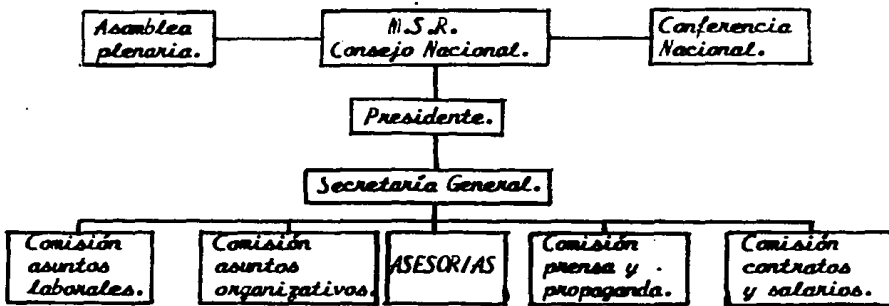 Asamblea
plenaria.
M.S.R.
Consejo Nacional.
Conferencia
Nacional.
Presidente.
Secretaría General.
Comisión
asuntos
laborales.
Comisión
asuntos
organizativos.
ASESORIAS
Comisión
prensa y
propaganda.
Comisión
contratos
y salarios.